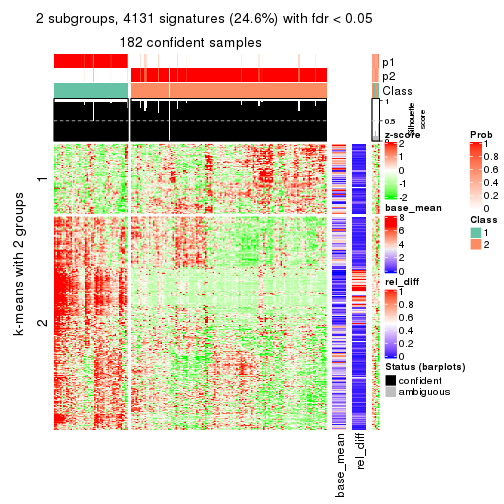 2 subgroups, 4131 signatures (24.6%) with fdr < 0.05
182 confident samples
p1
p2
Class
1
0.5
0
Silhouette
score
k-means with 2 groups
1
2
base_mean
rel_diff
z-score
2
1
0
-1
-2
base_mean
8
6
4
2
0
rel_diff
1
0.8
0.6
0.4
0.2
0
Status (barplots)
confident
ambiguous
Prob
1
0.8
0.6
0.4
0.2
0
Class
1
2